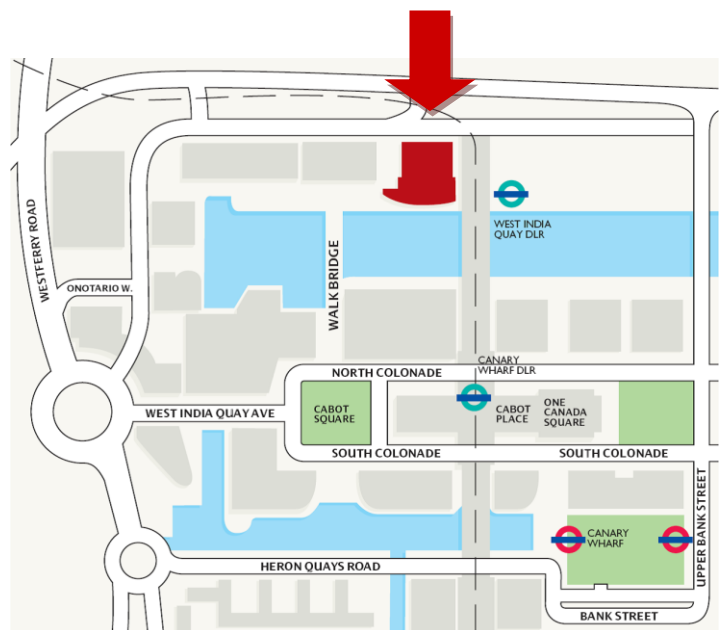 WEST INDIA
QUAY DLR
WESTFERRY ROAD
ONOTARIO W.
WALK BRIDGE
CANARY
WHARF DLR
NORTH COLONADE
WEST INDIA QUAY AVE
CABOT
SQUARE
CABOT
PLACE
ONE
CANADA
SQUARE
SOUTH COLONADE
SOUTH COLONADE
UPPER BANK STREET
CANARY
WHARF
HERON QUAYS ROAD
BANK STREET